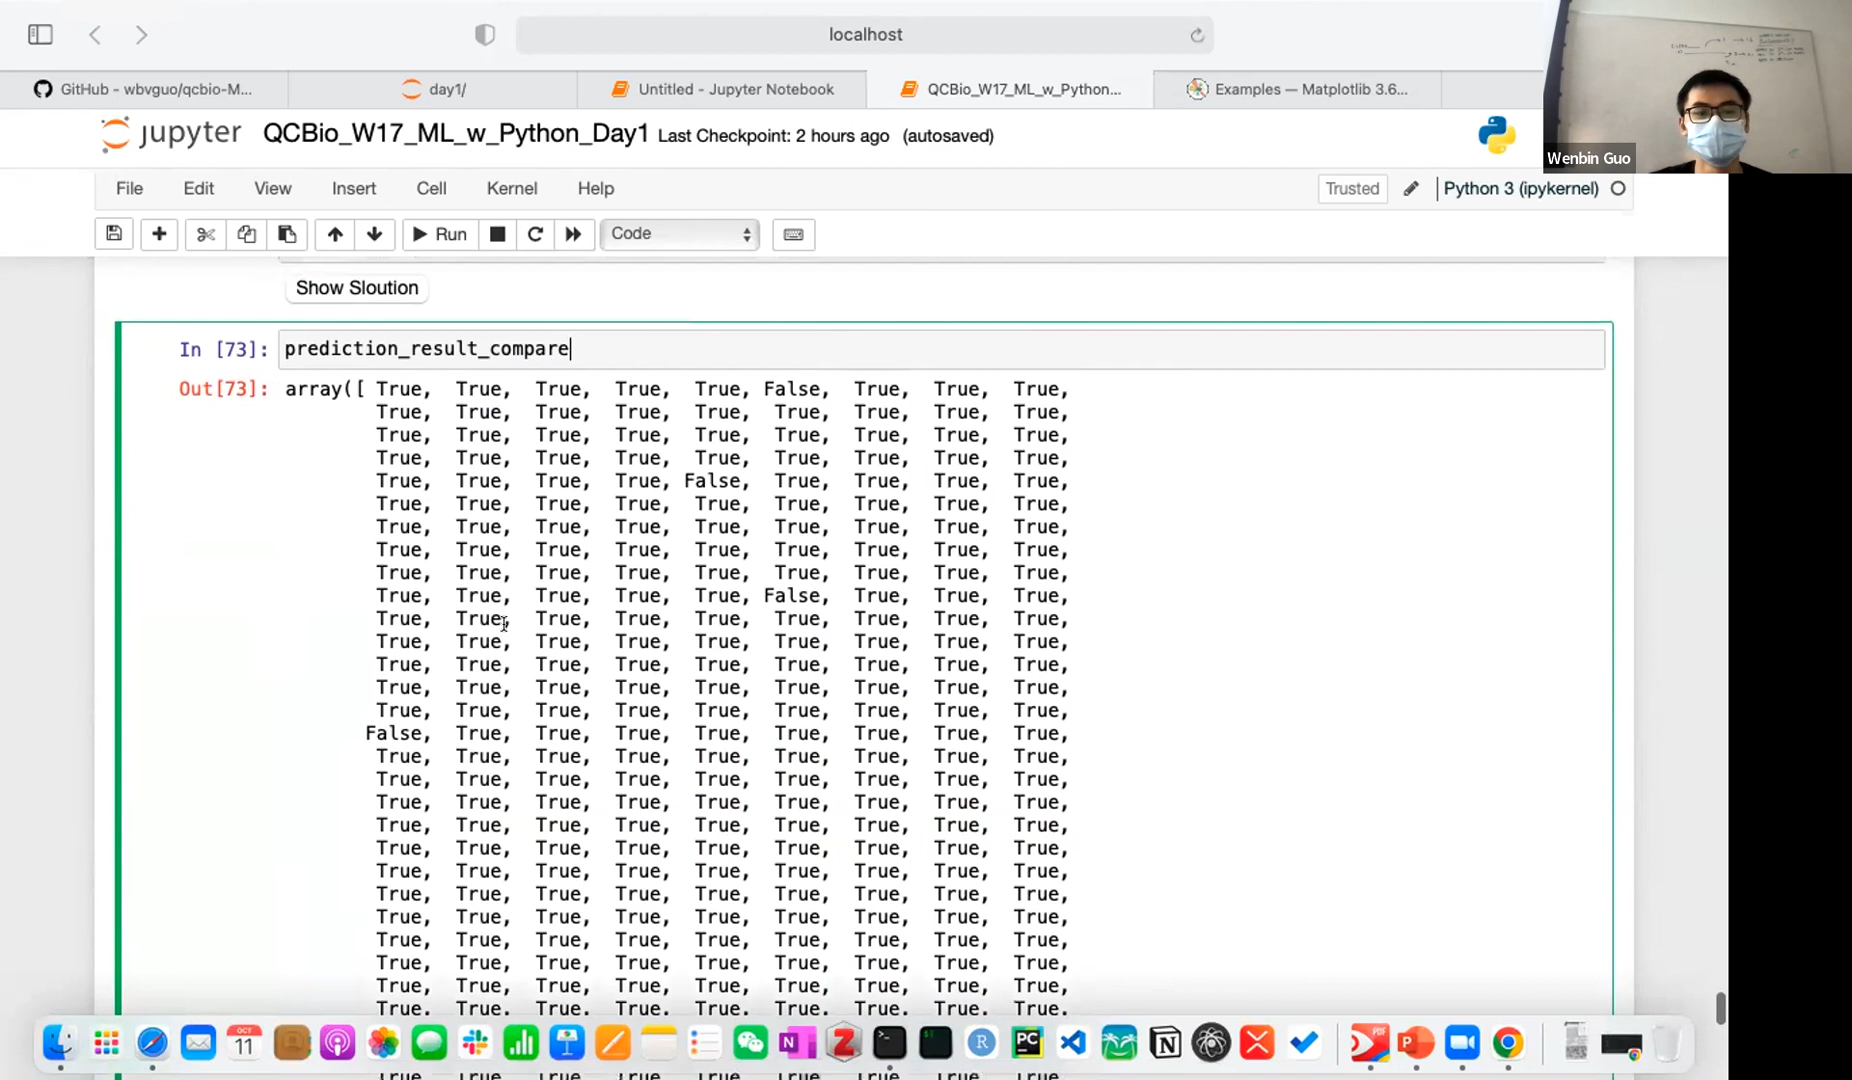 localhost
GitHub - wbvguo/qcbio-M...
day1/
Untitled - Jupyter Notebook
QCBio_W17_ML_w_Python...
Examples — Matplotlib 3.6...
Wenbin Guo
jupyter QCBio_W17_ML_w_Python_Day1 Last Checkpoint: 2 hours ago (autosaved)
File Edit View Insert Cell Kernel Help Trusted Python 3 (ipykernel)
Run Code
Show Sloution
In [73]: prediction_result_compare
Out[73]: array([ True, True, True, True, True, False, True, True, True,
True, True, True, True, True, True, True, True, True,
True, True, True, True, True, True, True, True, True,
True, True, True, True, True, True, True, True, True,
True, True, True, True, False, True, True, True, True,
True, True, True, True, True, True, True, True, True,
True, True, True, True, True, True, True, True, True,
True, True, True, True, True, True, True, True, True,
True, True, True, True, True, True, True, True, True,
True, True, True, True, True, False, True, True, True,
True, True, True, True, True, True, True, True, True,
True, True, True, True, True, True, True, True, True,
True, True, True, True, True, True, True, True, True,
True, True, True, True, True, True, True, True, True,
True, True, True, True, True, True, True, True, True,
False, True, True, True, True, True, True, True, True,
True, True, True, True, True, True, True, True, True,
True, True, True, True, True, True, True, True, True,
True, True, True, True, True, True, True, True, True,
True, True, True, True, True, True, True, True, True,
True, True, True, True, True, True, True, True, True,
True, True, True, True, True, True, True, True, True,
True, True, True, True, True, True, True, True, True,
True, True, True, True, True, True, True, True, True,
True, True, True, True, True, True, True, True, True,
True, True, True, True, True, True, True, True, True,
True, True, True, True, True, True, True, True, True,
True, True, True, True, True, True, True, True, True,
OCT
11
N
Z
R
PC
PDF
P
True, True, True, True, True, True, True, True, True,